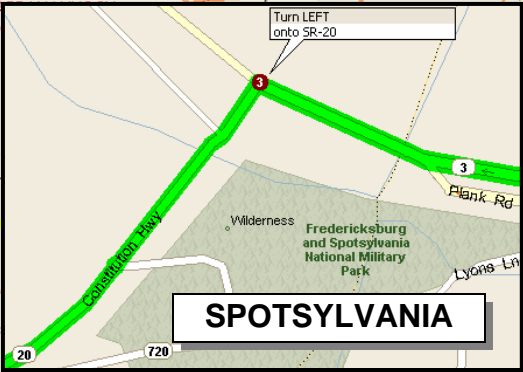 Turn LEFT
onto SR-20
3
3
Plank Rd
Wilderness
Fredericksburg
and Spotsylvania
National Military
Park
Constitution Hwy
Lyons Ln
SPOTSYLVANIA
20
720